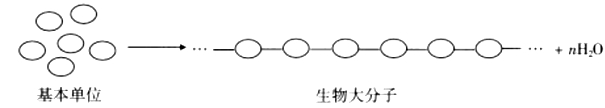 … … + nH₂O
基本单位 生物大分子